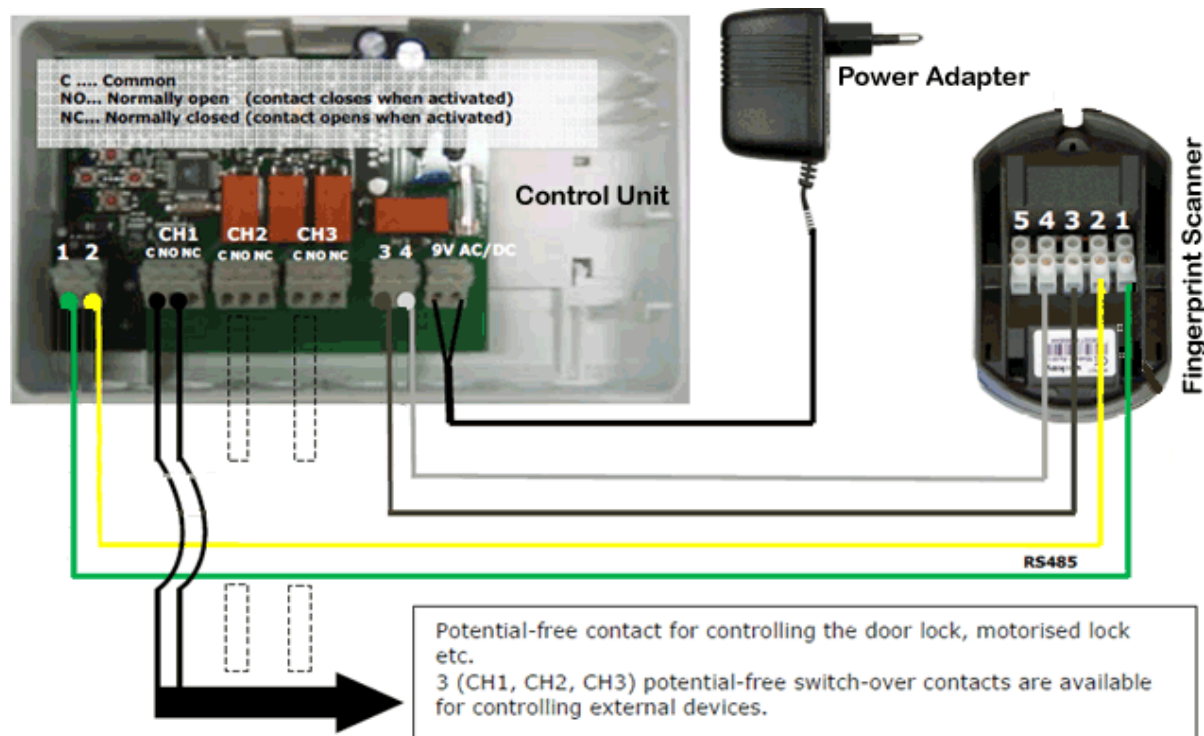 C .... Common
NO... Normally open (contact closes when activated)
NC... Normally closed (contact opens when activated)
Power Adapter
Control Unit
Fingerprint Scanner
5 4 3 2 1
CH1 CH2 CH3
1 2 C NO NC C NO NC C NO NC 3 4 9V AC/DC
RS485
Potential-free contact for controlling the door lock, motorised lock
etc.
3 (CH1, CH2, CH3) potential-free switch-over contacts are available
for controlling external devices.